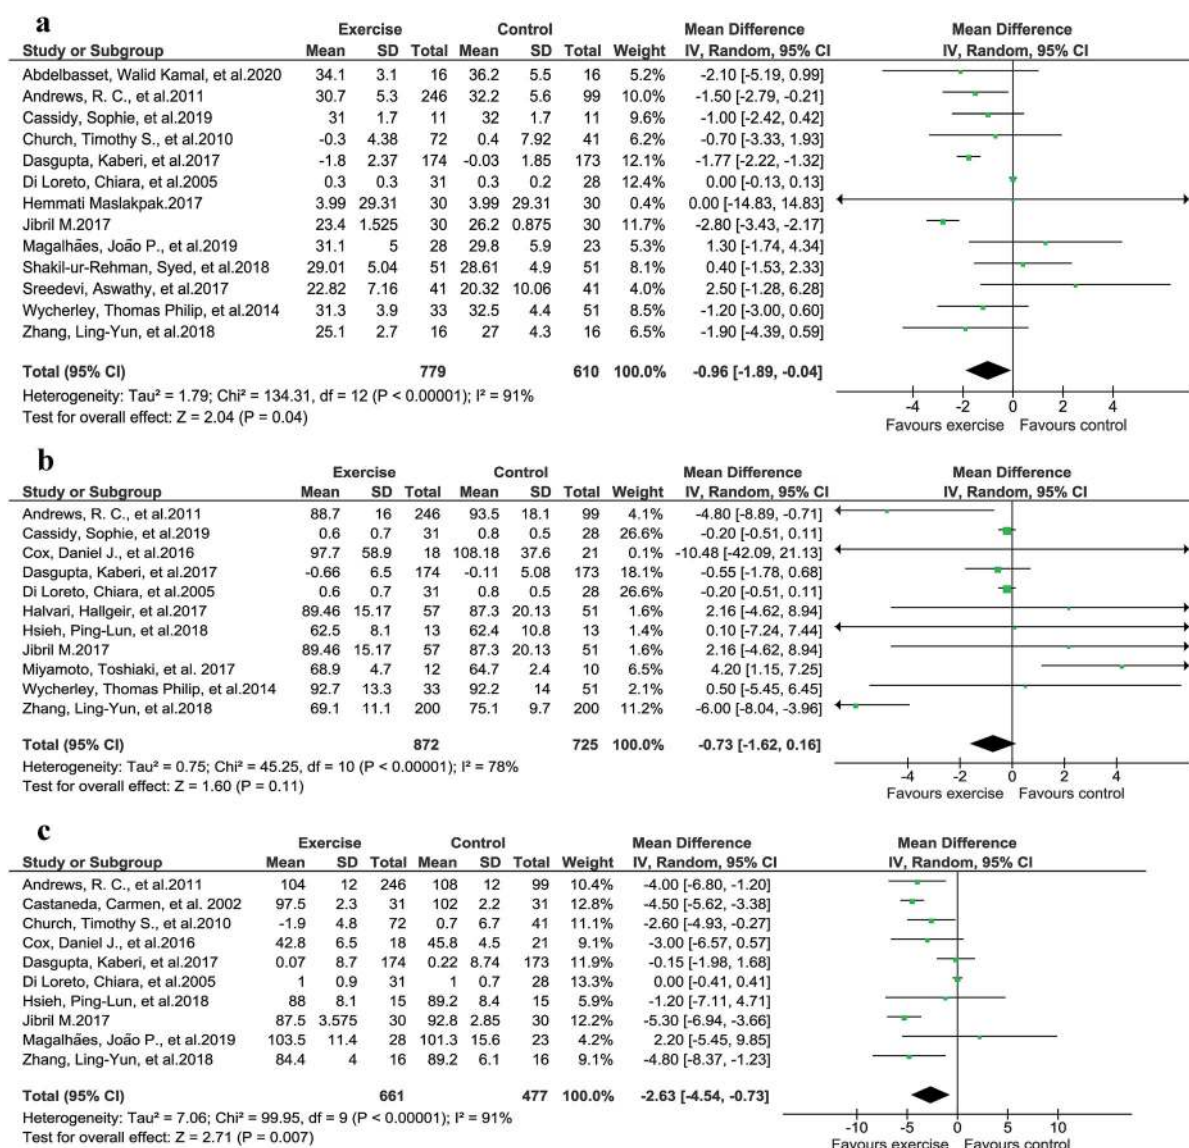 a
Exercise Control Mean Difference Mean Difference
Study or Subgroup Mean SD Total Mean SD Total Weight IV, Random, 95% CI IV, Random, 95% CI
Abdelbasset, Walid Kamal, et al.2020 34.1 3.1 16 36.2 5.5 16 5.2% -2.10 [-5.19, 0.99]
Andrews, R. C., et al.2011 30.7 5.3 246 32.2 5.6 99 10.0% -1.50 [-2.79, -0.21]
Cassidy, Sophie, et al.2019 31 1.7 11 32 1.7 11 9.6% -1.00 [-2.42, 0.42]
Church, Timothy S., et al.2010 -0.3 4.38 72 0.4 7.92 41 6.2% -0.70 [-3.33, 1.93]
Dasgupta, Kaberi, et al.2017 -1.8 2.37 174 -0.03 1.85 173 12.1% -1.77 [-2.22, -1.32]
Di Loreto, Chiara, et al.2005 0.3 0.3 31 0.3 0.2 28 12.4% 0.00 [-0.13, 0.13]
Hemmati Maslakpak.2017 3.99 29.31 30 3.99 29.31 30 0.4% 0.00 [-14.83, 14.83]
Jibril M.2017 23.4 1.525 30 26.2 0.875 30 11.7% -2.80 [-3.43, -2.17]
Magalhães, João P., et al.2019 31.1 5 28 29.8 5.9 23 5.3% 1.30 [-1.74, 4.34]
Shakil-ur-Rehman, Syed, et al.2018 29.01 5.04 51 28.61 4.9 51 8.1% 0.40 [-1.53, 2.33]
Sreedevi, Aswathy, et al.2017 22.82 7.16 41 20.32 10.06 41 4.0% 2.50 [-1.28, 6.28]
Wycherley, Thomas Philip, et al.2014 31.3 3.9 33 32.5 4.4 51 8.5% -1.20 [-3.00, 0.60]
Zhang, Ling-Yun, et al.2018 25.1 2.7 16 27 4.3 16 6.5% -1.90 [-4.39, 0.59]
Total (95% CI) 779 610 100.0% -0.96 [-1.89, -0.04]
Heterogeneity: Tau² = 1.79; Chi² = 134.31, df = 12 (P < 0.00001); I² = 91%
Test for overall effect: Z = 2.04 (P = 0.04)
-4 -2 0 2 4
Favours exercise Favours control
b
Exercise Control Mean Difference Mean Difference
Study or Subgroup Mean SD Total Mean SD Total Weight IV, Random, 95% CI IV, Random, 95% CI
Andrews, R. C., et al.2011 88.7 16 246 93.5 18.1 99 4.1% -4.80 [-8.89, -0.71]
Cassidy, Sophie, et al.2019 0.6 0.7 31 0.8 0.5 28 26.6% -0.20 [-0.51, 0.11]
Cox, Daniel J., et al.2016 97.7 58.9 18 108.18 37.6 21 0.1% -10.48 [-42.09, 21.13]
Dasgupta, Kaberi, et al.2017 -0.66 6.5 174 -0.11 5.08 173 18.1% -0.55 [-1.78, 0.68]
Di Loreto, Chiara, et al.2005 0.6 0.7 31 0.8 0.5 28 26.6% -0.20 [-0.51, 0.11]
Halvari, Hallgeir, et al.2017 89.46 15.17 57 87.3 20.13 51 1.6% 2.16 [-4.62, 8.94]
Hsieh, Ping-Lun, et al.2018 62.5 8.1 13 62.4 10.8 13 1.4% 0.10 [-7.24, 7.44]
Jibril M.2017 89.46 15.17 57 87.3 20.13 51 1.6% 2.16 [-4.62, 8.94]
Miyamoto, Toshiaki, et al. 2017 68.9 4.7 12 64.7 2.4 10 6.5% 4.20 [1.15, 7.25]
Wycherley, Thomas Philip, et al.2014 92.7 13.3 33 92.2 14 51 2.1% 0.50 [-5.45, 6.45]
Zhang, Ling-Yun, et al.2018 69.1 11.1 200 75.1 9.7 200 11.2% -6.00 [-8.04, -3.96]
Total (95% CI) 872 725 100.0% -0.73 [-1.62, 0.16]
Heterogeneity: Tau² = 0.75; Chi² = 45.25, df = 10 (P < 0.00001); I² = 78%
Test for overall effect: Z = 1.60 (P = 0.11)
-4 -2 0 2 4
Favours exercise Favours control
c
Exercise Control Mean Difference Mean Difference
Study or Subgroup Mean SD Total Mean SD Total Weight IV, Random, 95% CI IV, Random, 95% CI
Andrews, R. C., et al.2011 104 12 246 108 12 99 10.4% -4.00 [-6.80, -1.20]
Castaneda, Carmen, et al. 2002 97.5 2.3 31 102 2.2 31 12.8% -4.50 [-5.62, -3.38]
Church, Timothy S., et al.2010 -1.9 4.8 72 0.7 6.7 41 11.1% -2.60 [-4.93, -0.27]
Cox, Daniel J., et al.2016 42.8 6.5 18 45.8 4.5 21 9.1% -3.00 [-6.57, 0.57]
Dasgupta, Kaberi, et al.2017 0.07 8.7 174 0.22 8.74 173 11.9% -0.15 [-1.98, 1.68]
Di Loreto, Chiara, et al.2005 1 0.9 31 1 0.7 28 13.3% 0.00 [-0.41, 0.41]
Hsieh, Ping-Lun, et al.2018 88 8.1 15 89.2 8.4 15 5.9% -1.20 [-7.11, 4.71]
Jibril M.2017 87.5 3.575 30 92.8 2.85 30 12.2% -5.30 [-6.94, -3.66]
Magalhães, João P., et al.2019 103.5 11.4 28 101.3 15.6 23 4.2% 2.20 [-5.45, 9.85]
Zhang, Ling-Yun, et al.2018 84.4 4 16 89.2 6.1 16 9.1% -4.80 [-8.37, -1.23]
Total (95% CI) 661 477 100.0% -2.63 [-4.54, -0.73]
Heterogeneity: Tau² = 7.06; Chi² = 99.95, df = 9 (P < 0.00001); I² = 91%
Test for overall effect: Z = 2.71 (P = 0.007)
-10 -5 0 5 10
Favours exercise Favours control